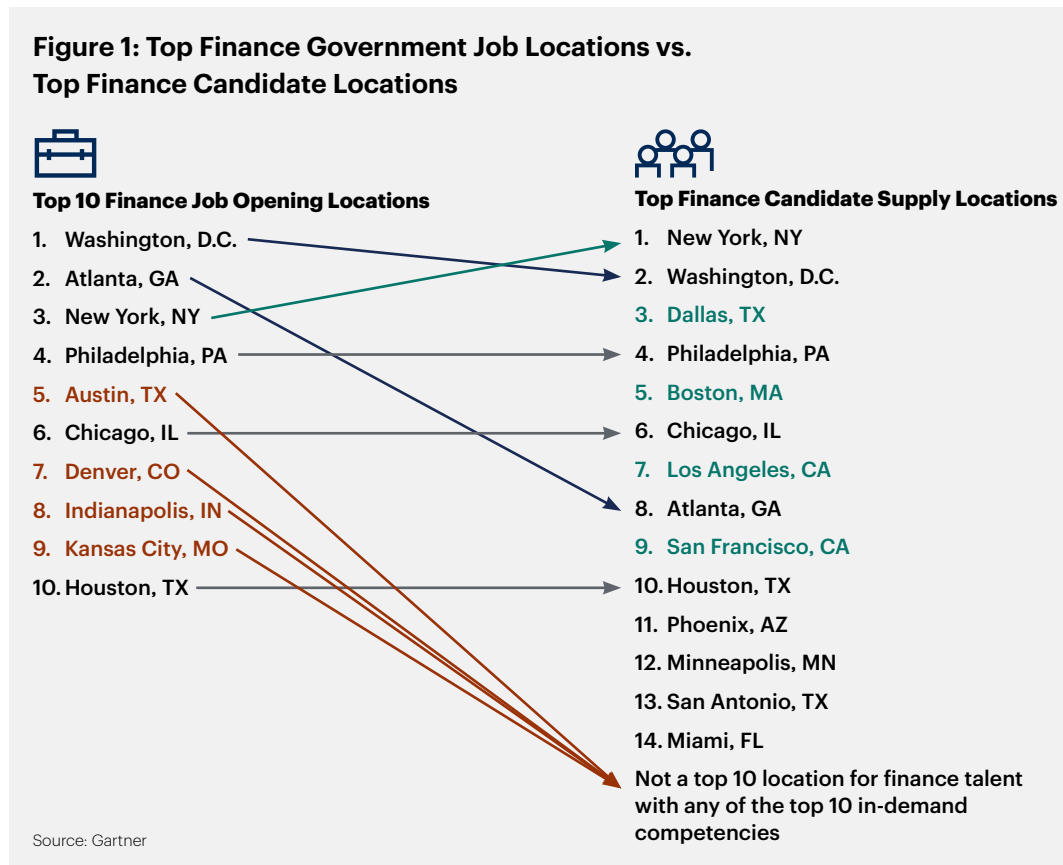 Figure 1: Top Finance Government Job Locations vs.
Top Finance Candidate Locations
Top 10 Finance Job Opening Locations
1. Washington, D.C.
2. Atlanta, GA
3. New York, NY
4. Philadelphia, PA
5. Austin, TX
6. Chicago, IL
7. Denver, CO
8. Indianapolis, IN
9. Kansas City, MO
10. Houston, TX
Top Finance Candidate Supply Locations
1. New York, NY
2. Washington, D.C.
3. Dallas, TX
4. Philadelphia, PA
5. Boston, MA
6. Chicago, IL
7. Los Angeles, CA
8. Atlanta, GA
9. San Francisco, CA
10. Houston, TX
11. Phoenix, AZ
12. Minneapolis, MN
13. San Antonio, TX
14. Miami, FL
Not a top 10 location for finance talent
with any of the top 10 in-demand
competencies
Source: Gartner